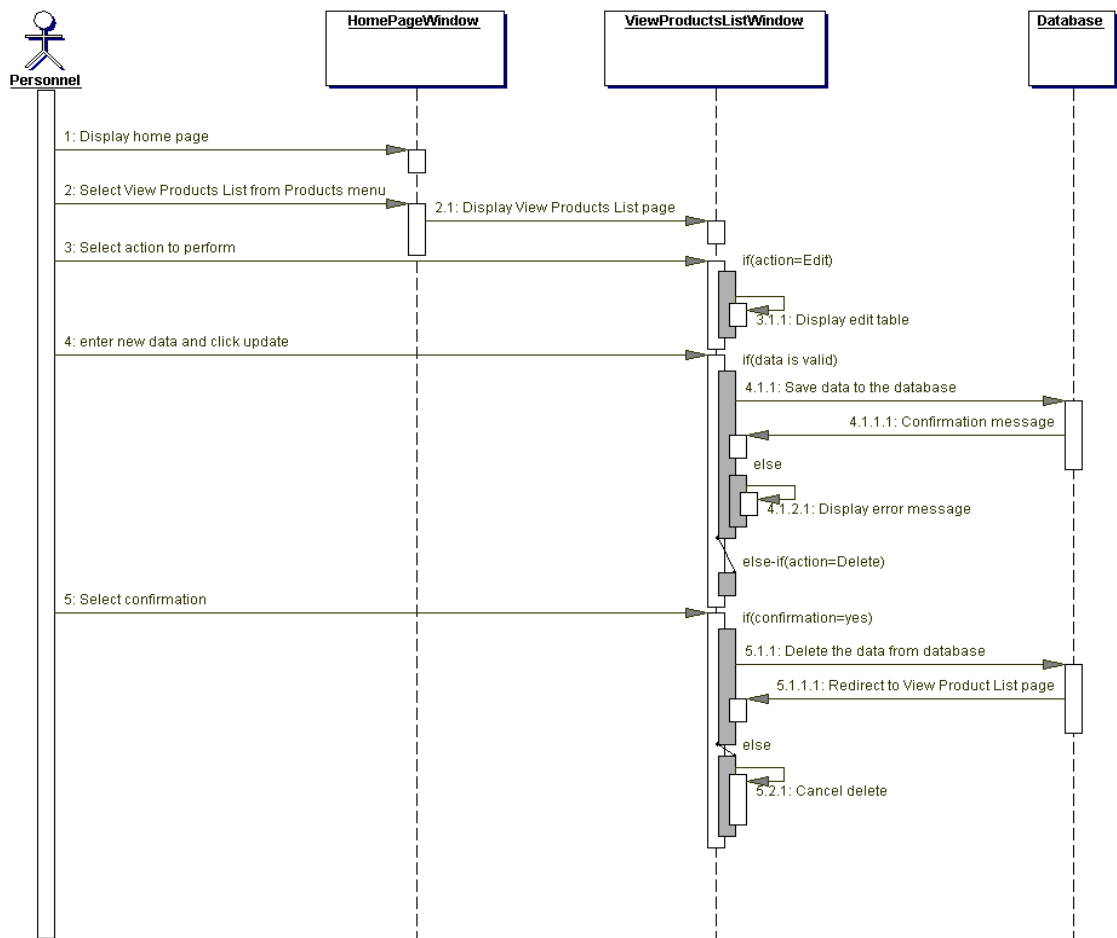 HomePageWindow
ViewProductsListWindow
Database
Personnel
1: Display home page
2: Select View Products List from Products menu
2.1: Display View Products List page
3: Select action to perform
if(action=Edit)
3.1.1: Display edit table
4: enter new data and click update
if(data is valid)
4.1.1: Save data to the database
4.1.1.1: Confirmation message
else
4.1.2.1: Display error message
else-if(action=Delete)
5: Select confirmation
if(confirmation=yes)
5.1.1: Delete the data from database
5.1.1.1: Redirect to View Product List page
else
5.2.1: Cancel delete